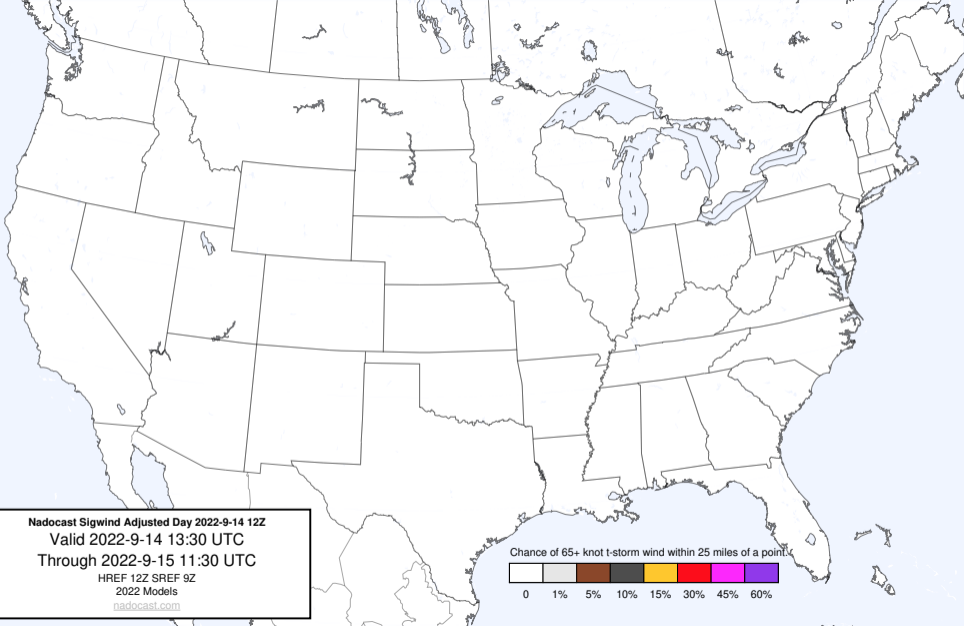 Nadocast Sigwind Adjusted Day 2022-9-14 12Z
Valid 2022-9-14 13:30 UTC
Through 2022-9-15 11:30 UTC
HREF 12Z SREF 9Z
2022 Models
nadocast.com
Chance of 65+ knot t-storm wind within 25 miles of a point.
0 1% 5% 10% 15% 30% 45% 60%